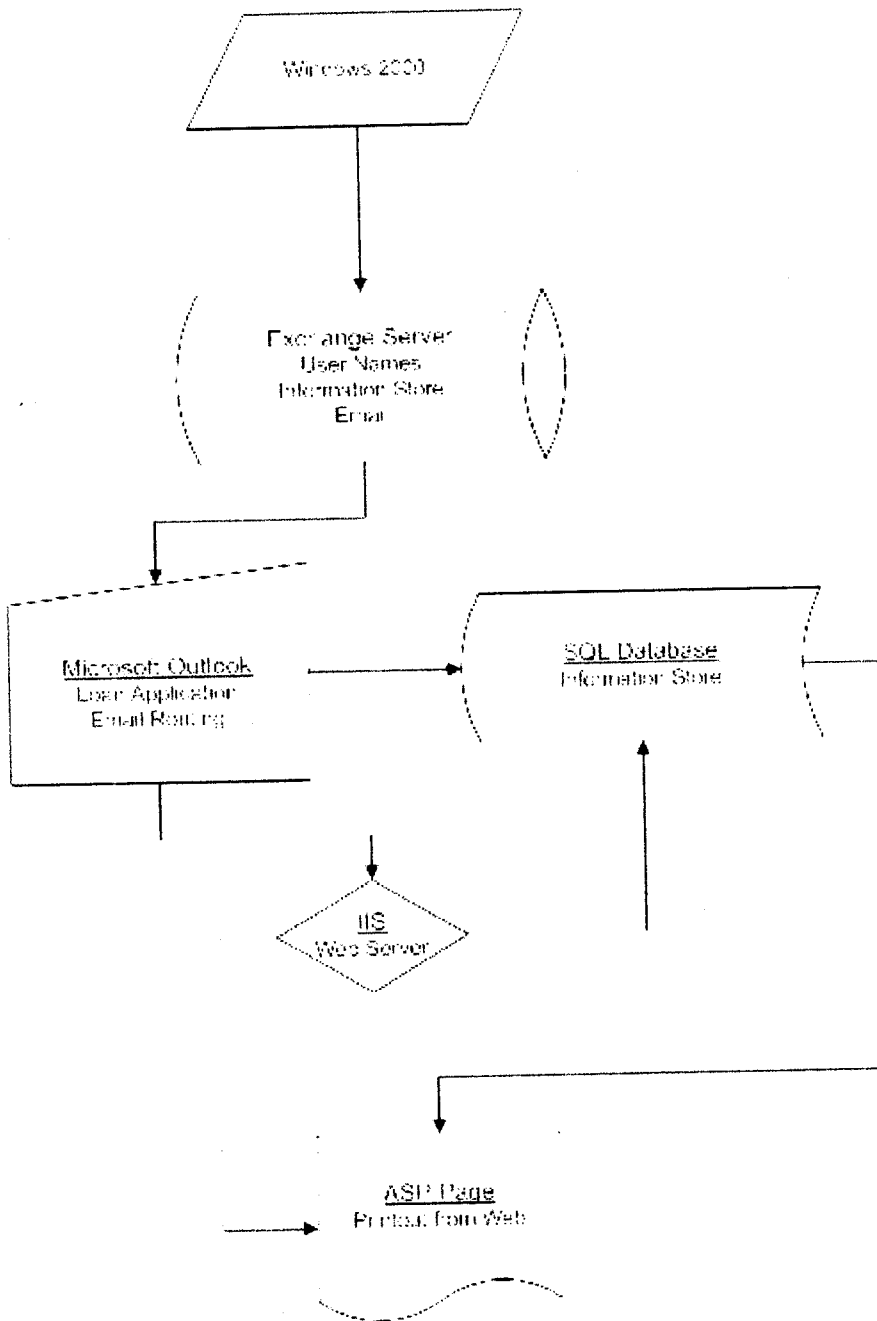 Windows 2000
Exchange Server
User Names
Information Store
Email
Microsoft Outlook
Loan Application
Email Routing
SQL Database
Information Store
IIS
Web Server
ASP Page
Printout from Web